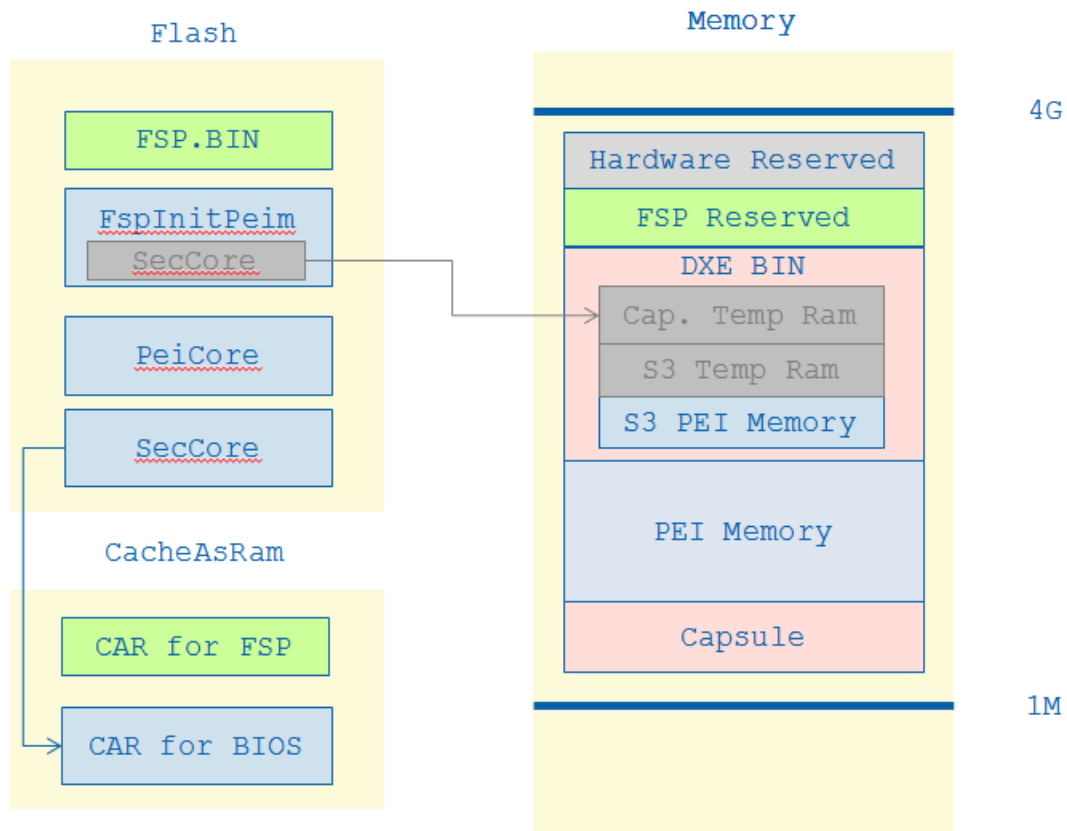 Flash
FSP.BIN
FspInitPeim
SecCore
PeiCore
SecCore
CacheAsRam
CAR for FSP
CAR for BIOS
Memory
4G
Hardware Reserved
FSP Reserved
DXE BIN
Cap. Temp Ram
S3 Temp Ram
S3 PEI Memory
PEI Memory
Capsule
1M